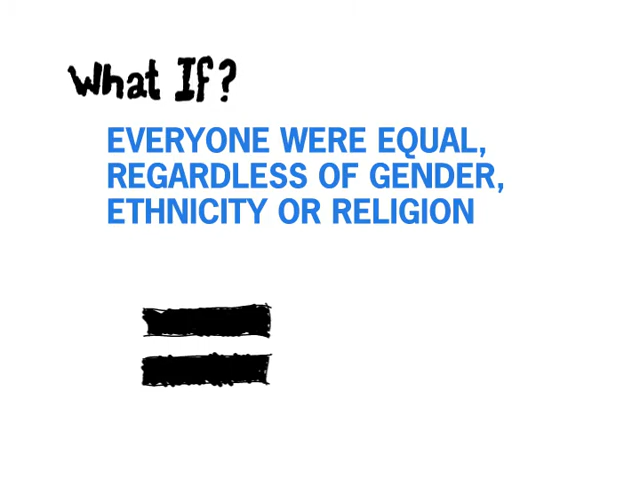 What If?
EVERYONE WERE EQUAL,
REGARDLESS OF GENDER,
ETHNICITY OR RELIGION